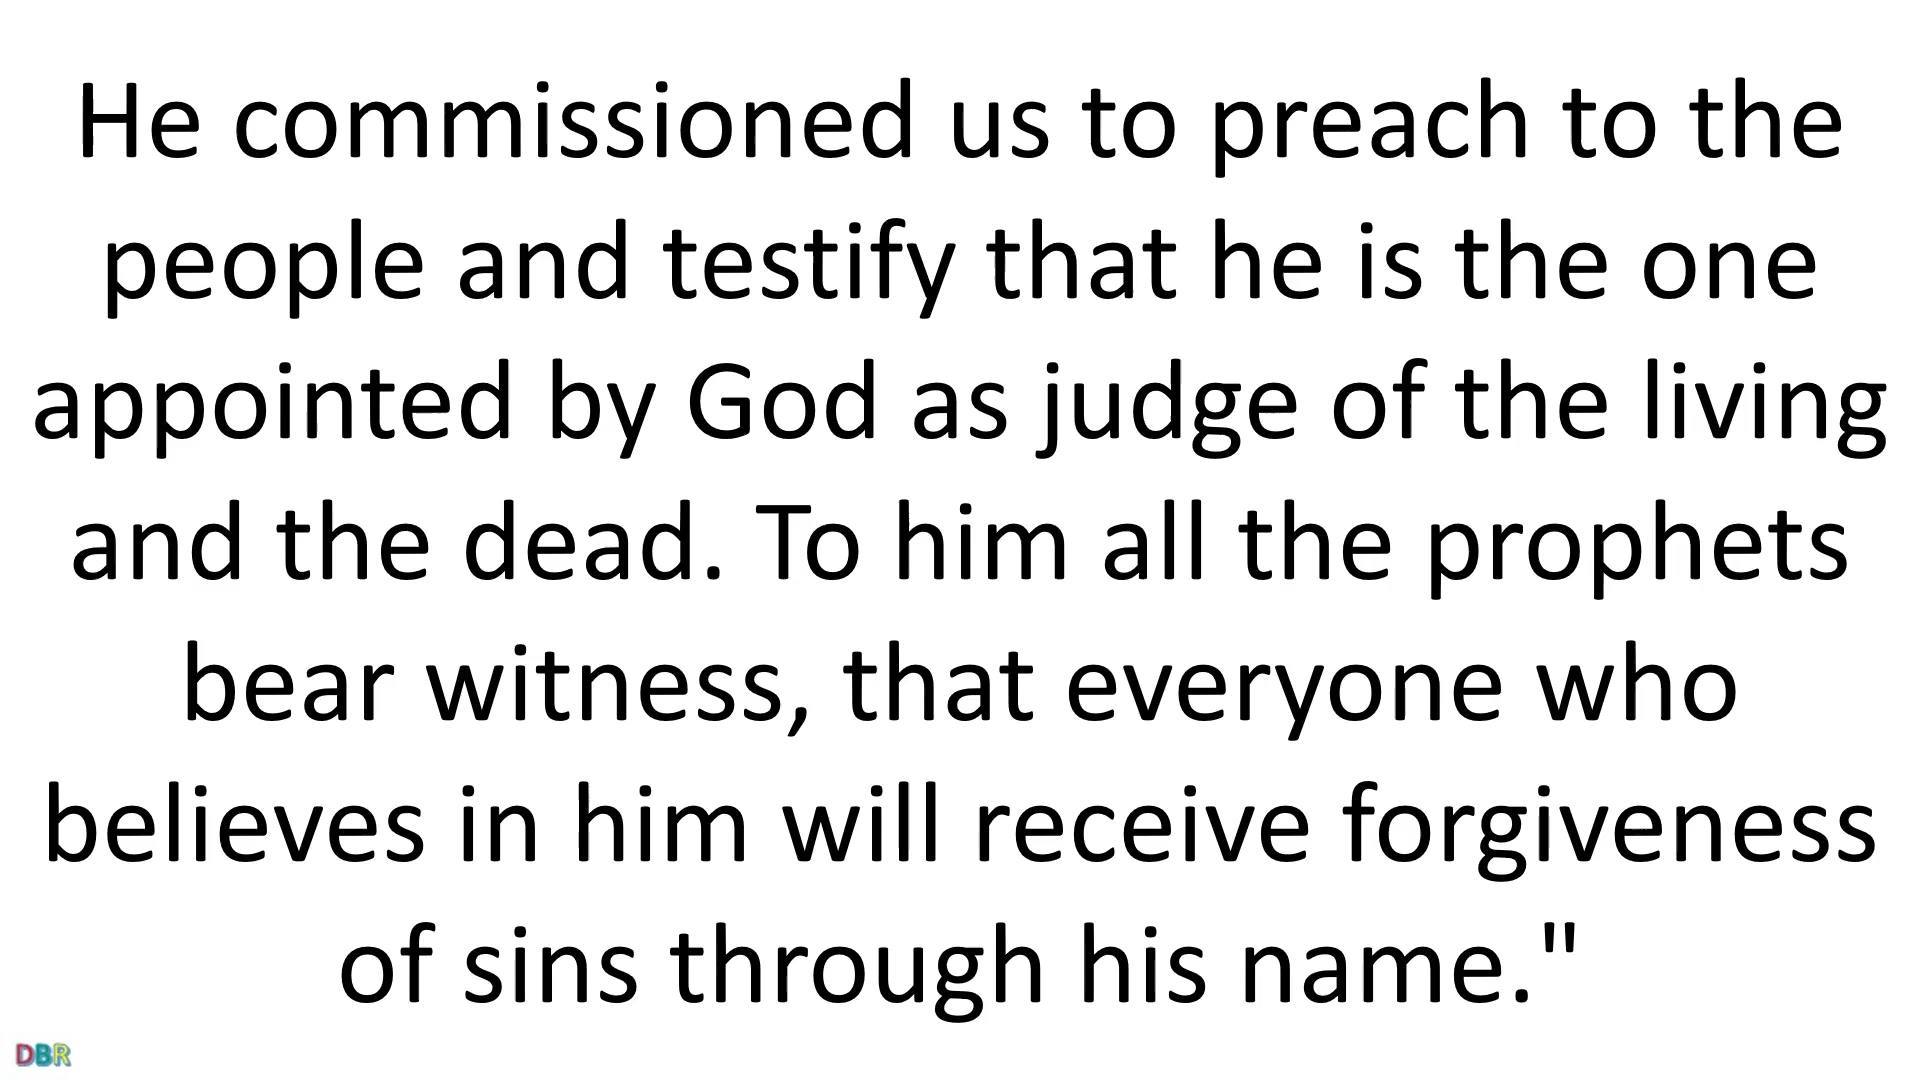 He commissioned us to preach to the
people and testify that he is the one
appointed by God as judge of the living
and the dead. To him all the prophets
bear witness, that everyone who
believes in him will receive forgiveness
of sins through his name."
DBR